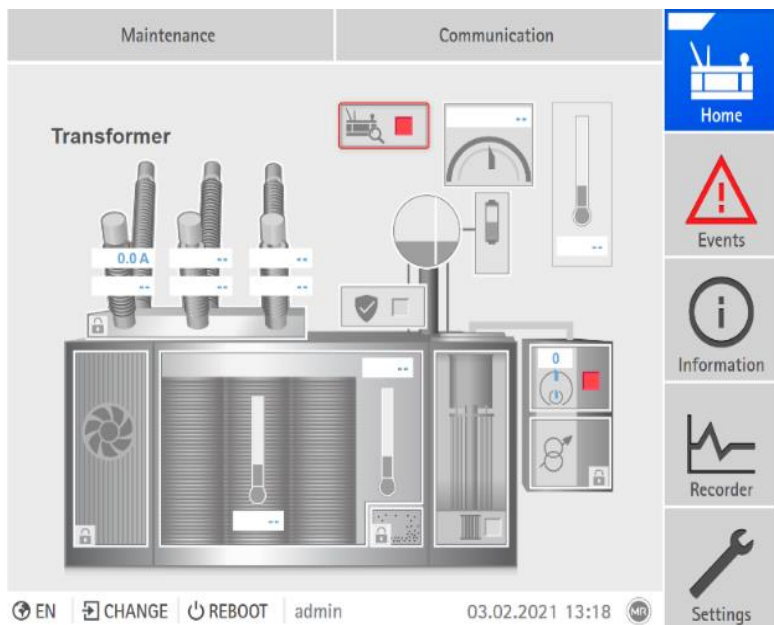 Maintenance
Communication
Home
Transformer
--
--
0.0 A
--
--
--
--
--
Events
--
0
Information
--
Recorder
EN
CHANGE
REBOOT
admin
03.02.2021 13:18
MR
Settings